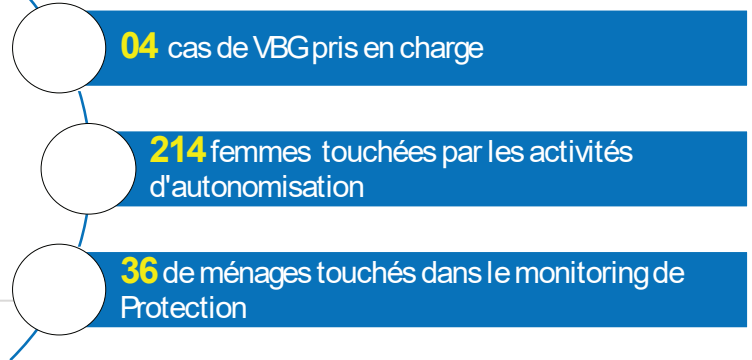 04 cas de VBG pris en charge
214 femmes touchées par les activités
d'autonomisation
36 de ménages touchés dans le monitoring de
Protection